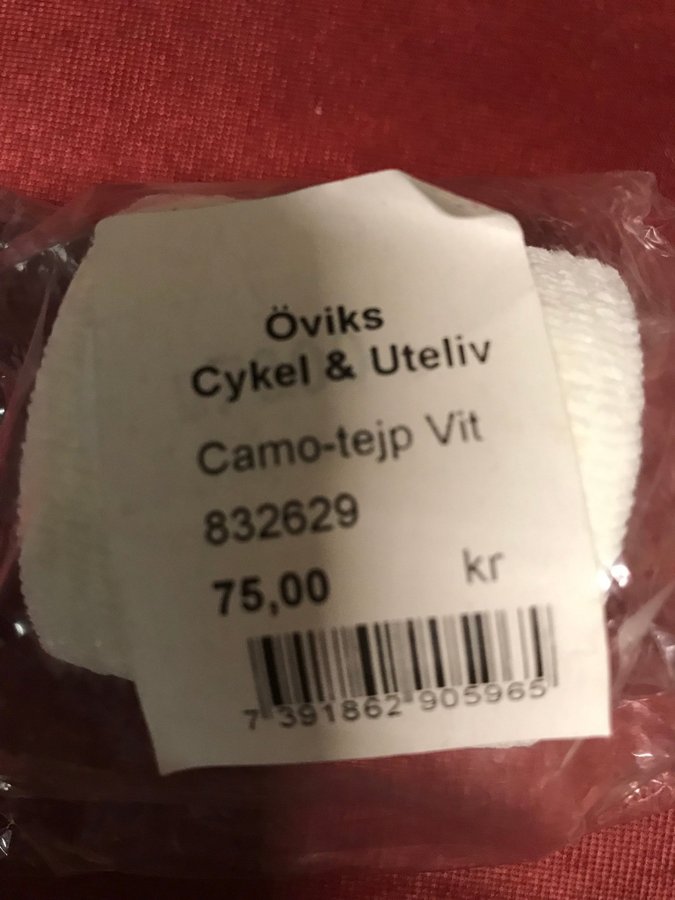 Öviks
Cykel & Uteliv
Camo-tejp Vit
832629
75,00 kr
7 391862 905965